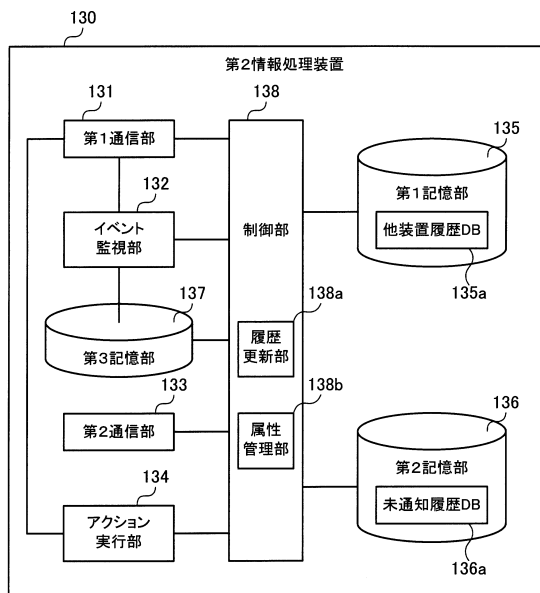 130
第2情報処理装置
131
第1通信部
132
イベント
監視部
137
第3記憶部
133
第2通信部
134
アクション
実行部
138
制御部
138a
履歴
更新部
138b
属性
管理部
135
第1記憶部
他装置履歴DB
135a
136
第2記憶部
未通知履歴DB
136a